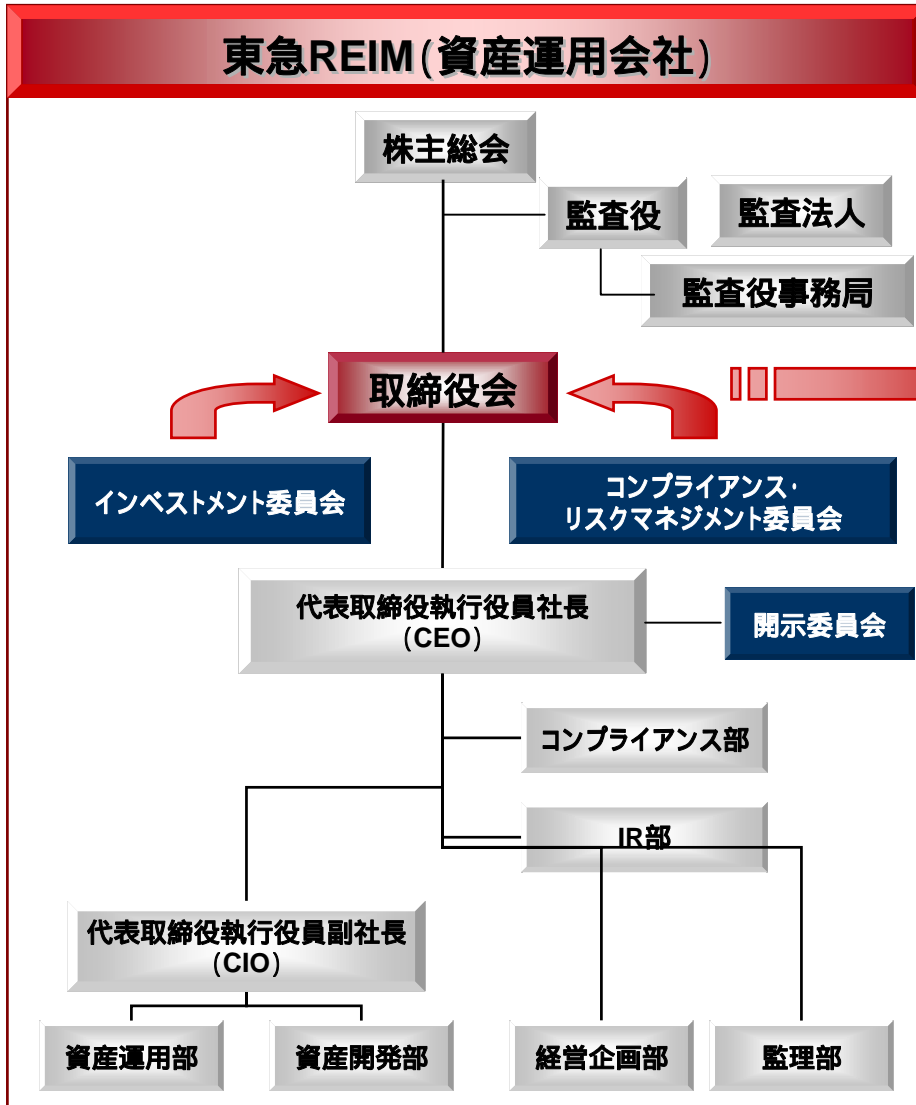 東急REIM(資産運用会社)
株主総会
監査役
監査法人
監査役事務局
取締役会
インベストメント委員会
コンプライアンス・
リスクマネジメント委員会
代表取締役執行役員社長
(CEO)
開示委員会
コンプライアンス部
IR部
代表取締役執行役員副社長
(CIO)
資産運用部
資産開発部
経営企画部
監理部